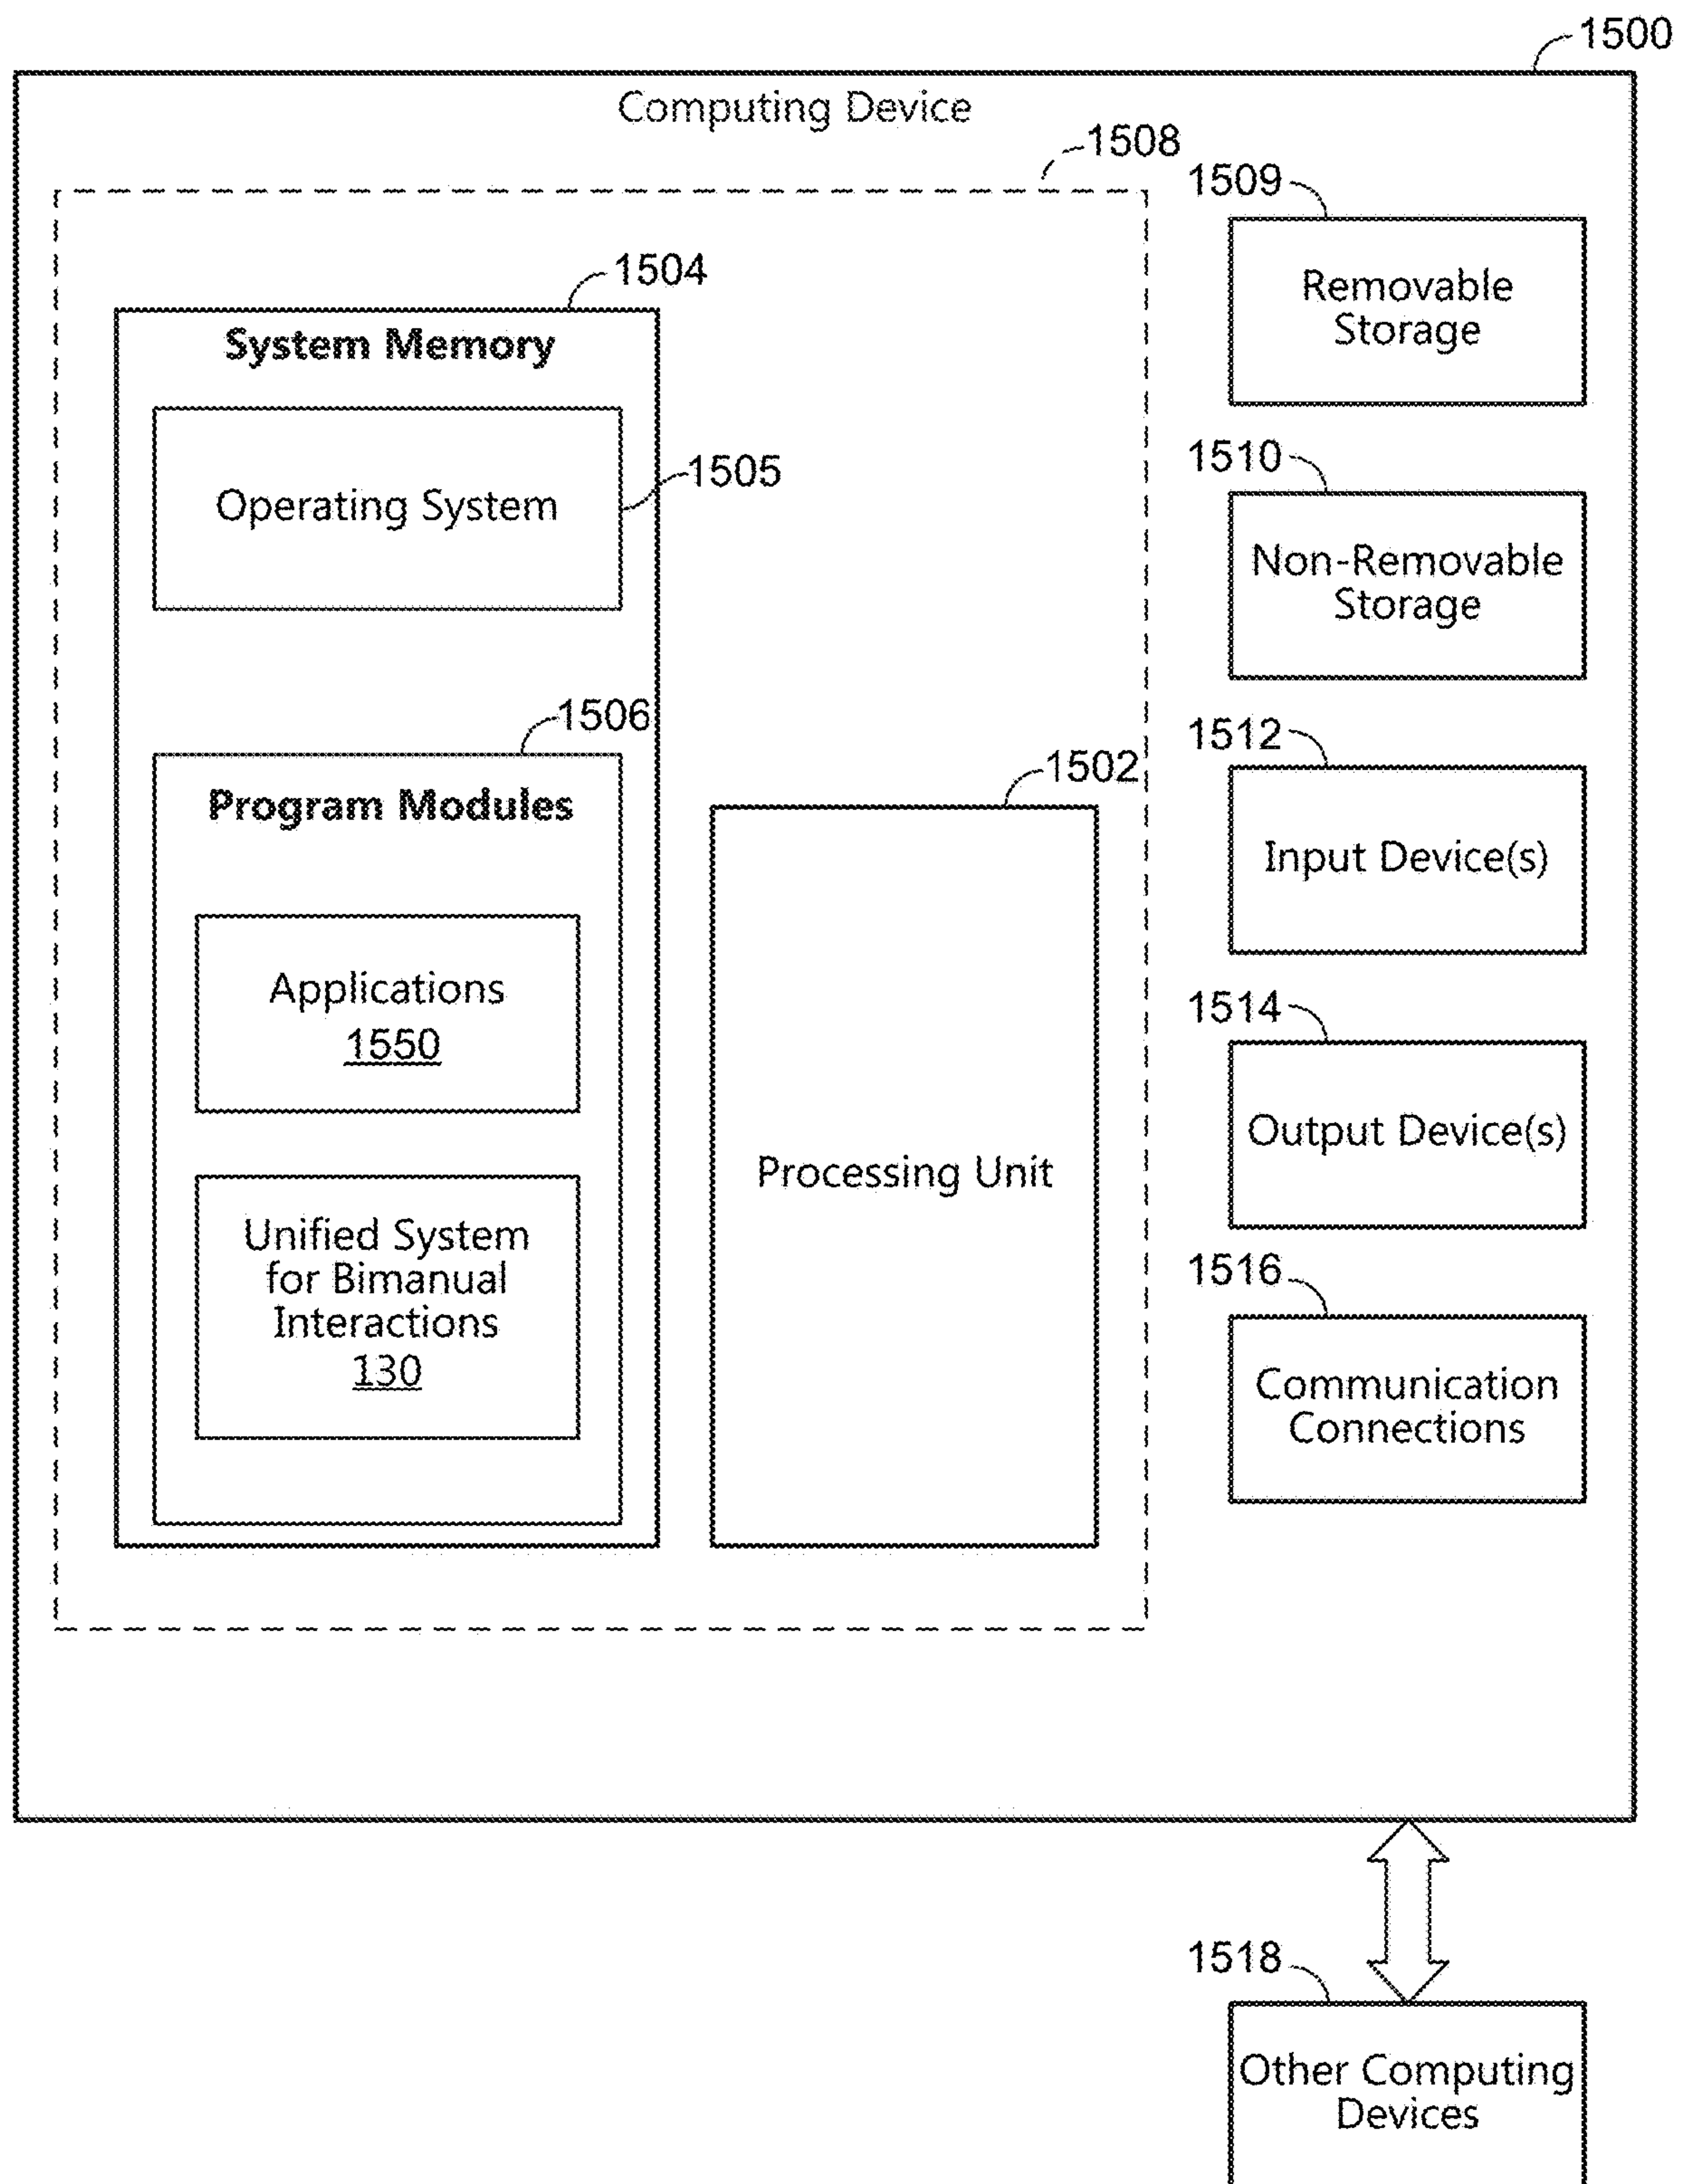 1500
Computing Device
1508
1509
Removable
Storage
1504
System Memory
Operating System
1505
1510
Non-Removable
Storage
1506
Program Modules
1502
1512
Input Device(s)
Applications
1550
Processing Unit
1514
Output Device(s)
Unified System
for Bimanual
Interactions
130
1516
Communication
Connections
1518
Other Computing
Devices